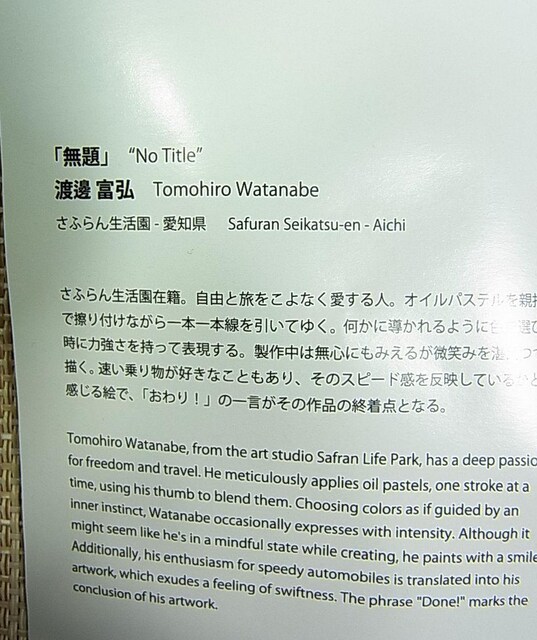 「無題」 “No Title”
渡邊 富弘 Tomohiro Watanabe
さふらん生活園 - 愛知県 Safuran Seikatsu-en - Aichi
さふらん生活園在籍。自由と旅をこよなく愛する人。オイルパステルを親指
で擦り付けながら一本一本線を引いてゆく。何かに導かれるように色を選び
時に力強さを持って表現する。製作中は無心にもみえるが微笑みを
描く。速い乗り物が好きなこともあり、そのスピード感を反映しているかと
感じる絵で、「おわり！」の一言がその作品の終着点となる。
Tomohiro Watanabe, from the art studio Safran Life Park, has a deep passio
for freedom and travel. He meticulously applies oil pastels, one stroke at a
time, using his thumb to blend them. Choosing colors as if guided by an
inner instinct, Watanabe occasionally expresses with intensity. Although it
might seem like he's in a mindful state while creating, he paints with a smile
Additionally, his enthusiasm for speedy automobiles is translated into his
artwork, which exudes a feeling of swiftness. The phrase "Done!" marks the
conclusion of his artwork.